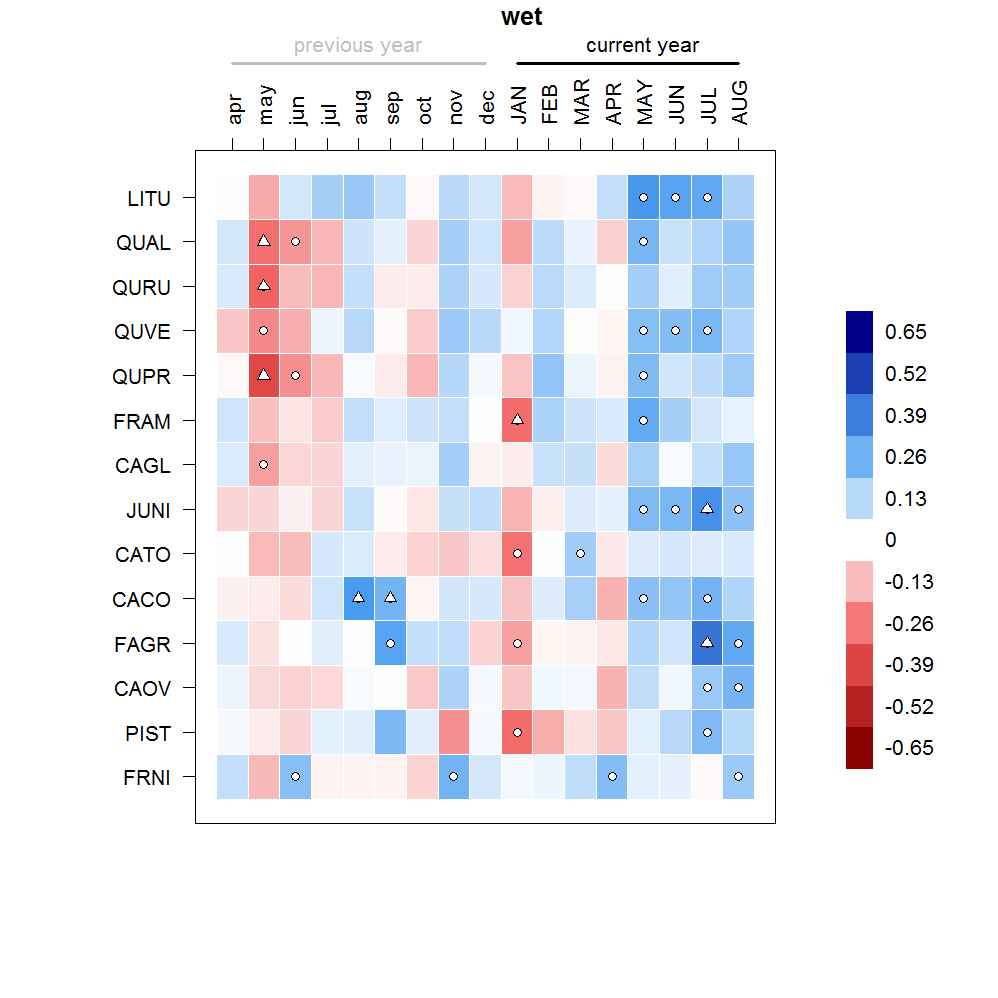 wet
previous year current year
apr may jun jul aug sep oct nov dec JAN FEB MAR APR MAY JUN JUL AUG
LITU
QUAL
QURU
QUVE
QUPR
FRAM
CAGL
JUNI
CATO
CACO
FAGR
CAOV
PIST
FRNI
0.65
0.52
0.39
0.26
0.13
0
-0.13
-0.26
-0.39
-0.52
-0.65